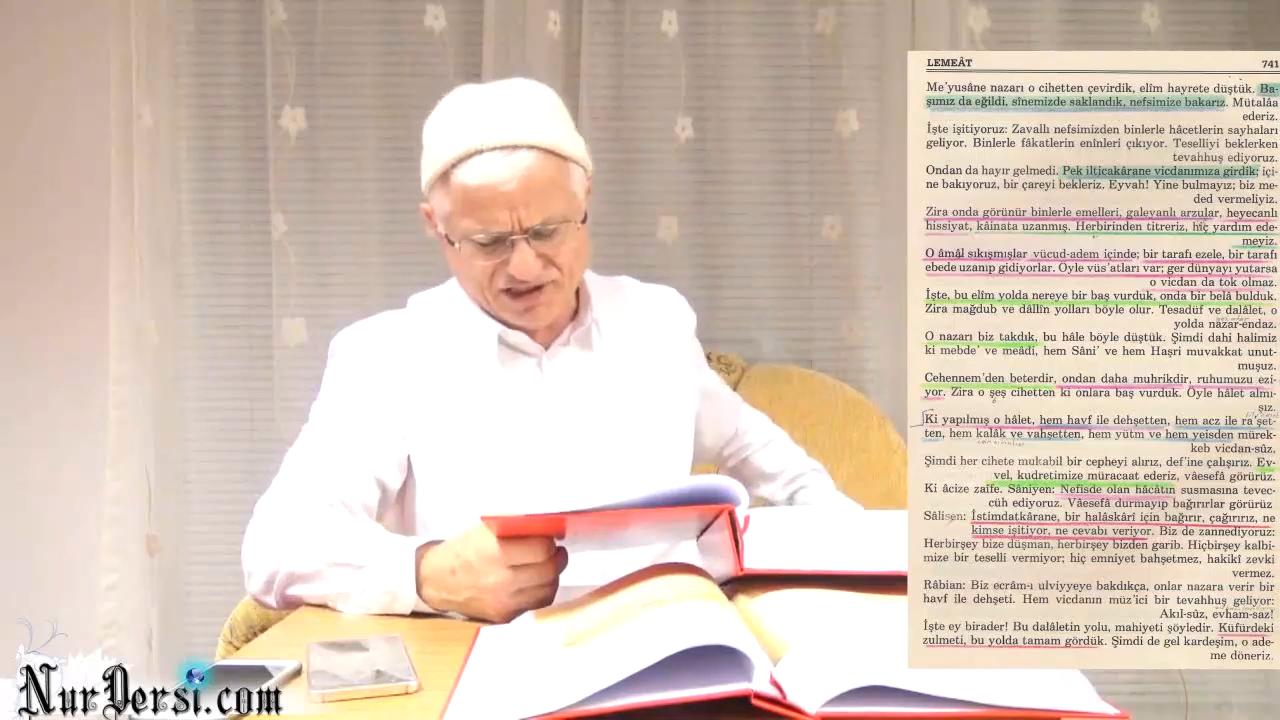 LEMEÂT 741
Me'yusâne nazarı o cihetten çevirdik, elîm hayrete düştük. Ba-
şımız da eğildi, sînemizde saklandık, nefsimize bakarız. Mütalâa
ederiz.
İşte işitiyoruz: Zavallı nefsimizden binlerle hâcetlerin sayhaları
geliyor. Binlerle fâkatlerin enînleri çıkıyor. Teselliyi beklerken
tevahhuş ediyoruz.
Ondan da hayır gelmedi. Pek ilticakârane vicdanımıza girdik; içi-
ne bakıyoruz, bir çareyi bekleriz. Eyvah! Yine bulmayız; biz me-
ded vermeliyiz.
Zira onda görünür binlerle emelleri, galeyanlı arzular, heyecanlı
hissiyat, kâinata uzanmış. Herbirinden titreriz, hiç yardım ede-
meyiz.
O âmâl sıkışmışlar vücud-adem içinde; bir tarafı ezele, bir tarafı
ebede uzanıp gidiyorlar. Öyle vüs'atları var; ger dünyayı yutarsa
o vicdan da tok olmaz.
İşte, bu elîm yolda nereye bir baş vurduk, onda bir belâ bulduk.
Zira mağdub ve dâllîn yolları böyle olur. Tesadüf ve dalâlet, o
yolda nazar-endaz.
O nazarı biz takdık, bu hâle böyle düştük. Şimdi dahi halimiz
ki mebde' ve meâdi, hem Sâni' ve hem Haşri muvakkat unut-
muşuz.
Cehennem'den beterdir, ondan daha muhrikdir, ruhumuzu ezi-
yor. Zira o şeş cihetten ki onlara baş vurduk. Öyle hâlet almı-
şız.
Ki yapılmış o hâlet, hem havf ile dehşetten, hem acz ile ra'şet-
ten, hem kalâk ve vahşetten, hem yütm ve hem yeisden mürek-
keb vicdan-sûz.
Şimdi her cihete mukabil bir cepheyi alırız, def'ine çalışırız. Ev-
vel, kudretimize müracaat ederiz, vâesefâ görürüz.
Ki âcize zaîfe. Sâniyen: Nefisde olan hâcâtın susmasına tevec-
cüh ediyoruz. Vâesefâ durmayıp bağırırlar görürüz
Sâlisen: İstimdatkârane, bir halâskârî için bağırır, çağırırız, ne
kimse işitiyor, ne cevabı veriyor. Biz de zannediyoruz:
Herbirşey bize düşman, herbirşey bizden garib. Hiçbirşey kalbi-
mize bir teselli vermiyor; hiç emniyet bahşetmez, hakikî zevki
vermez.
Râbian: Biz ecrâm-ı ulviyyeye bakdıkça, onlar nazara verir bir
havf ile dehşeti. Hem vicdanın müz'ici bir tevahhuş geliyor:
Akıl-sûz, evham-saz!
İşte ey birader! Bu dalâletin yolu, mahiyeti şöyledir. Küfürdeki
zulmeti, bu yolda tamam gördük. Şimdi de gel kardeşim, o ade-
me döneriz.
NurDersi.com